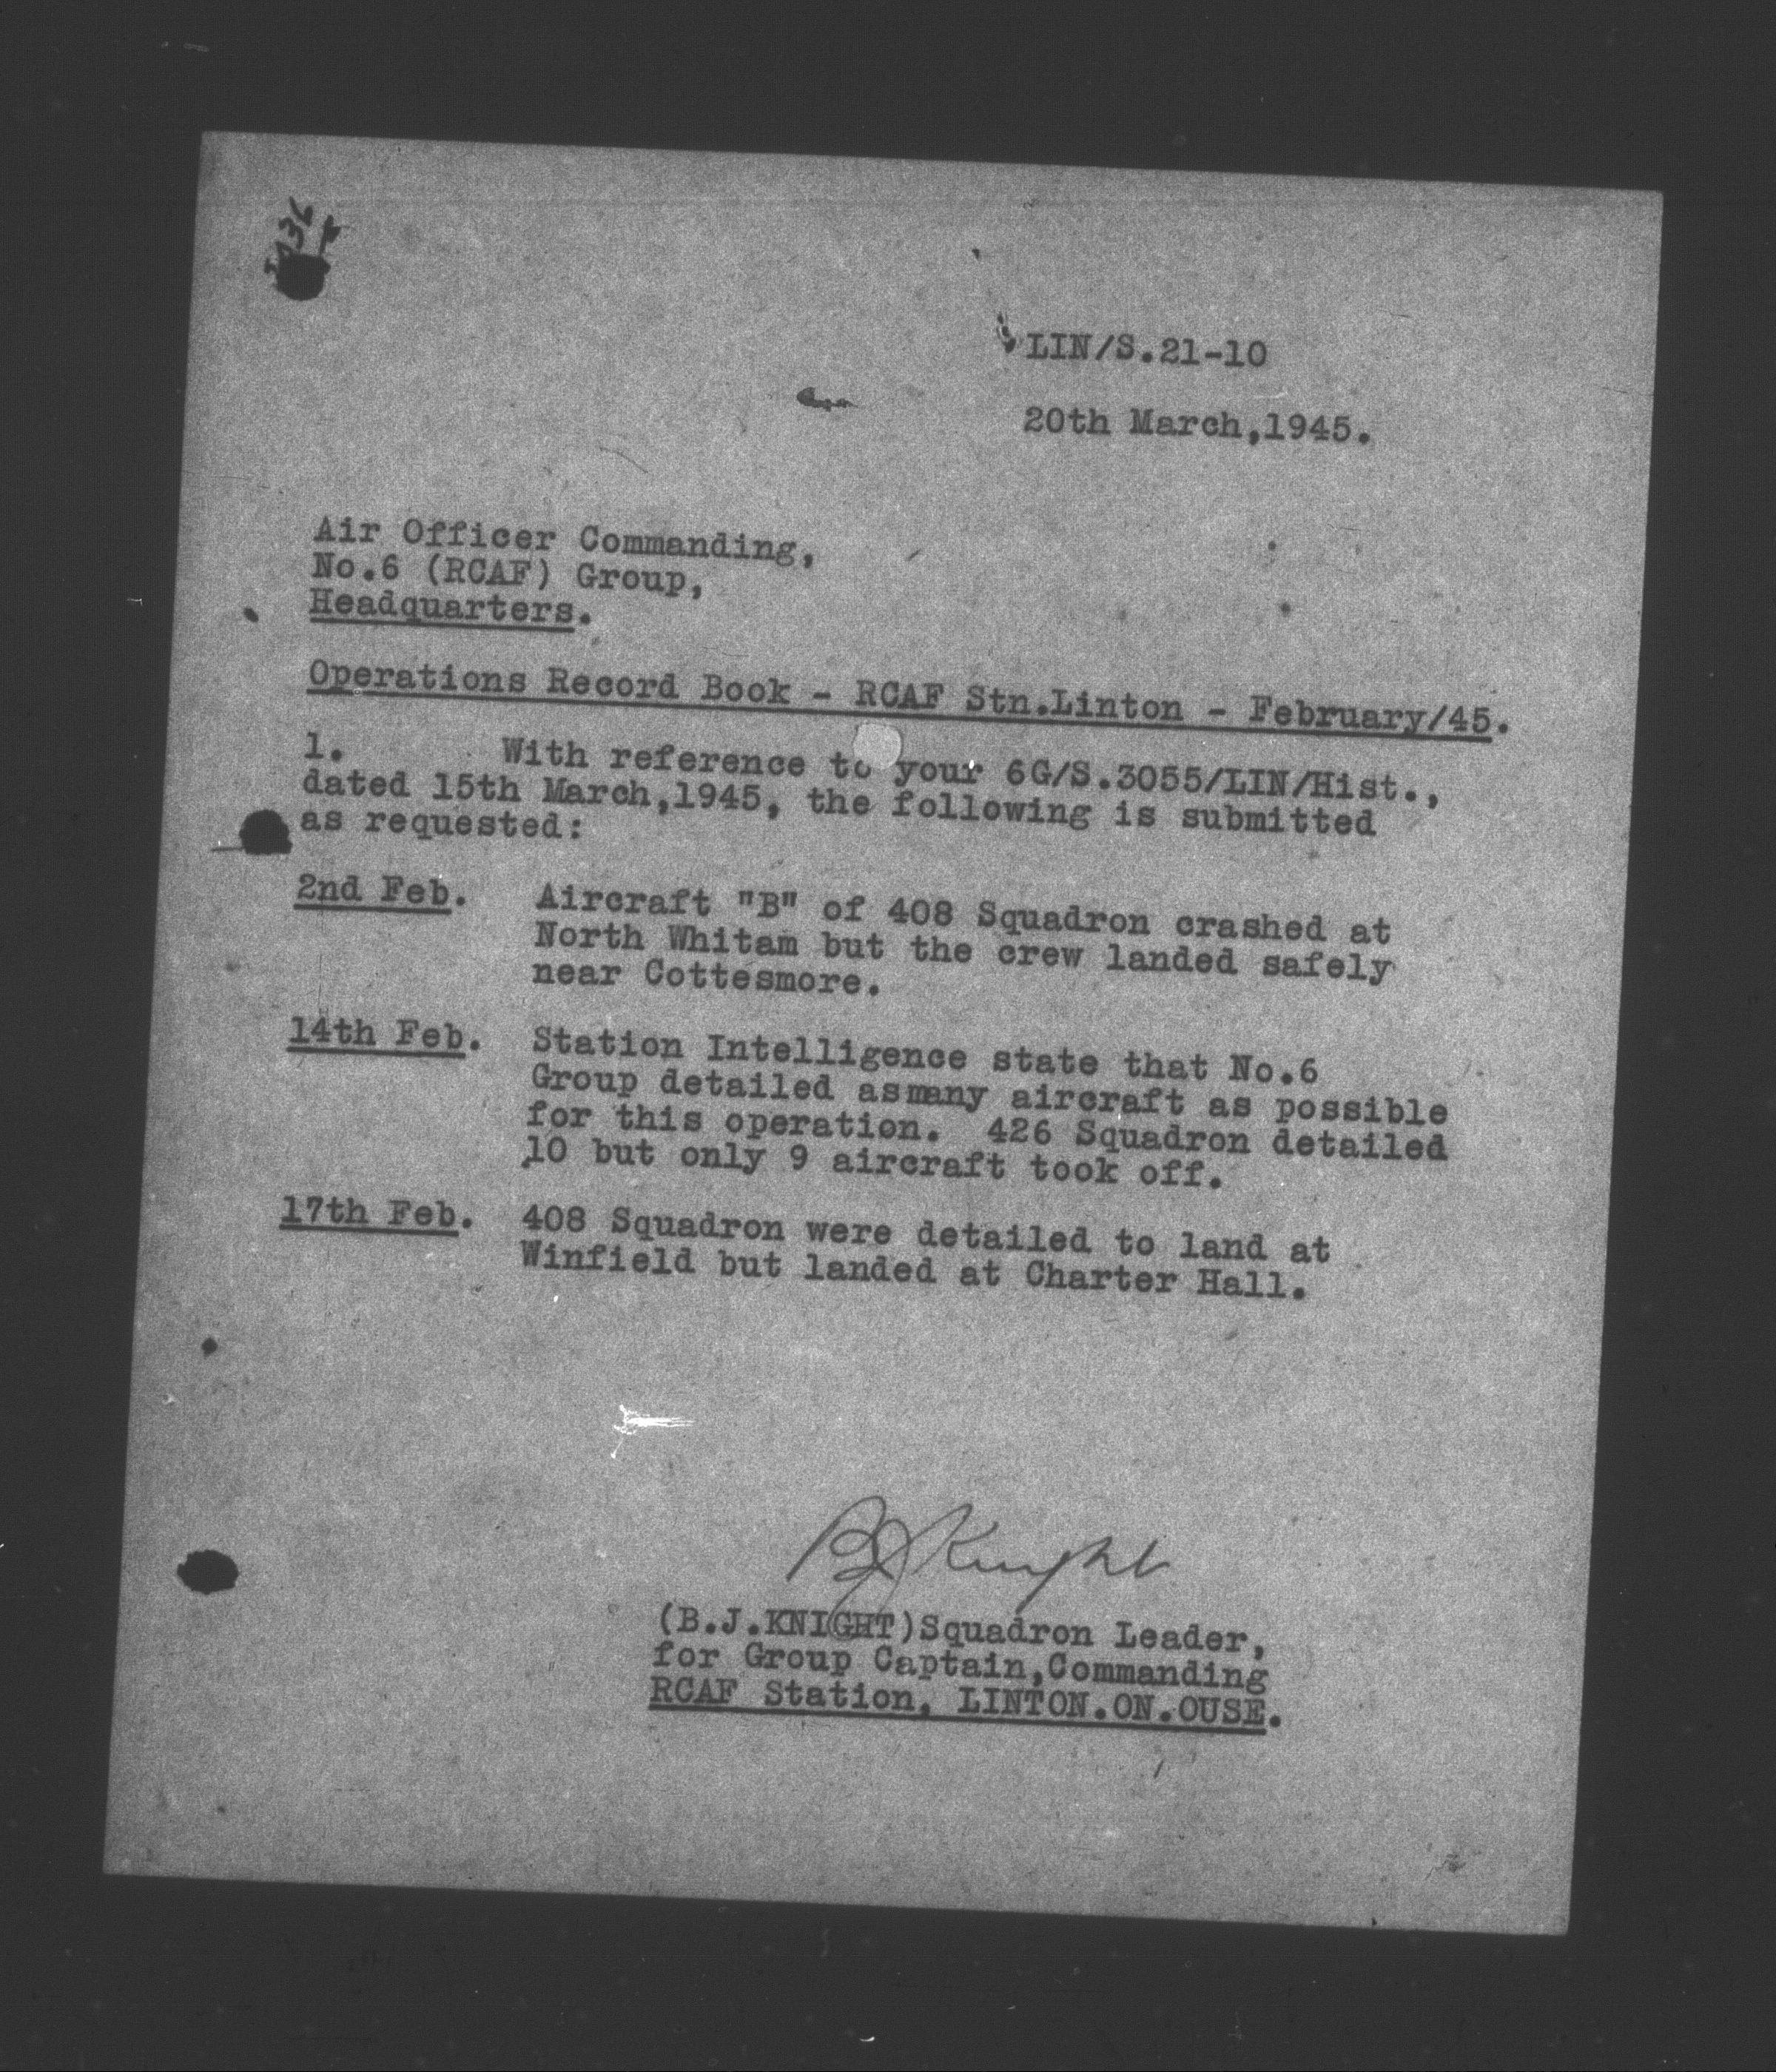 LIN/S.21-10
20th March,1945.
Air Officer Commanding,
No.6 (RCAF) Group,
Headquarters.
Operations Record Book - RCAF Stn.Linton - February/45.
1. With reference to your 6G/S.3055/LIN/Hist.,
dated 15th March,1945, the following is submitted
as requested:
2nd Feb. Aircraft "B" of 408 Squadron crashed at
North Whitam but the crew landed safely
near Cottesmore.
14th Feb. Station Intelligence state that No.6
Group detailed asmany aircraft as possible
for this operation. 426 Squadron detailed
10 but only 9 aircraft took off.
17th Feb. 408 Squadron were detailed to land at
Winfield but landed at Charter Hall.
BJ Knight
(B.J.KNIGHT)Squadron Leader,
for Group Captain,Commanding
RCAF Station, LINTON.ON.OUSE.